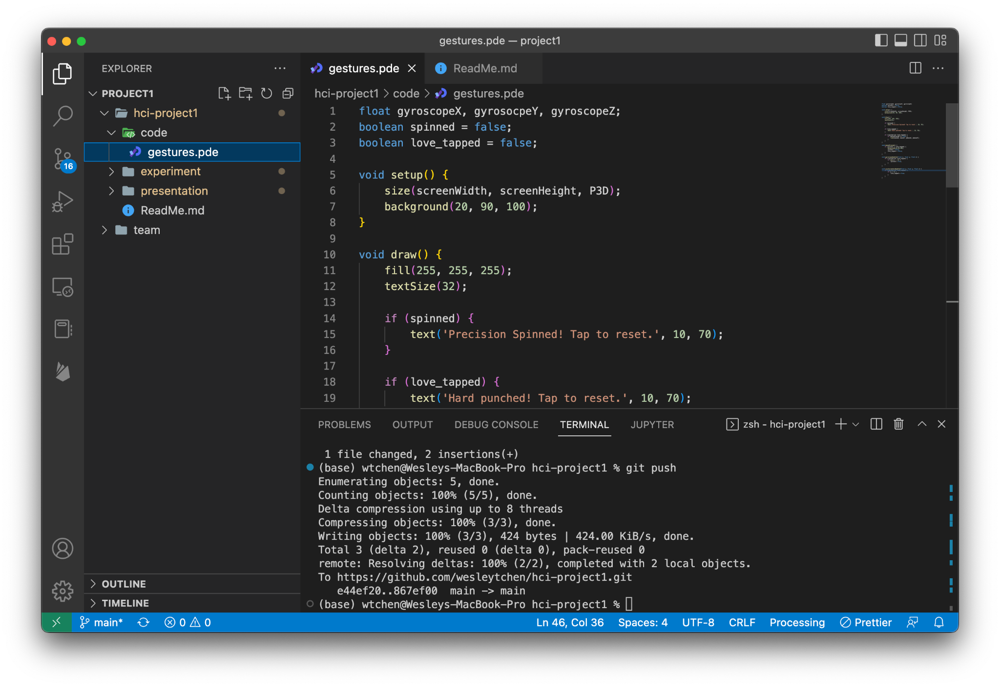 gestures.pde — project1
EXPLORER
PROJECT1
hci-project1
code
gestures.pde
experiment
presentation
ReadMe.md
team
16
OUTLINE
TIMELINE
gestures.pde
ReadMe.md
hci-project1 > code > gestures.pde
1 float gyroscopeX, gyrosocpeY, gyroscopeZ;
2 boolean spinned = false;
3 boolean love_tapped = false;
4
5 void setup() {
6 size(screenWidth, screenHeight, P3D);
7 background(20, 90, 100);
8 }
9
10 void draw() {
11 fill(255, 255, 255);
12 textSize(32);
13
14 if (spinned) {
15 text('Precision Spinned! Tap to reset.', 10, 70);
16 }
17
18 if (love_tapped) {
19 text('Hard punched! Tap to reset.', 10, 70);
PROBLEMS OUTPUT DEBUG CONSOLE TERMINAL JUPYTER zsh - hci-project1
1 file changed, 2 insertions(+)
(base) wtchen@Wesleys-MacBook-Pro hci-project1 % git push
Enumerating objects: 5, done.
Counting objects: 100% (5/5), done.
Delta compression using up to 8 threads
Compressing objects: 100% (3/3), done.
Writing objects: 100% (3/3), 424 bytes | 424.00 KiB/s, done.
Total 3 (delta 2), reused 0 (delta 0), pack-reused 0
remote: Resolving deltas: 100% (2/2), completed with 2 local objects.
To https://github.com/wesleytchen/hci-project1.git
e44ef20..867ef00  main -> main
(base) wtchen@Wesleys-MacBook-Pro hci-project1 %
main* 0 0 Ln 46, Col 36 Spaces: 4 UTF-8 CRLF Processing Prettier